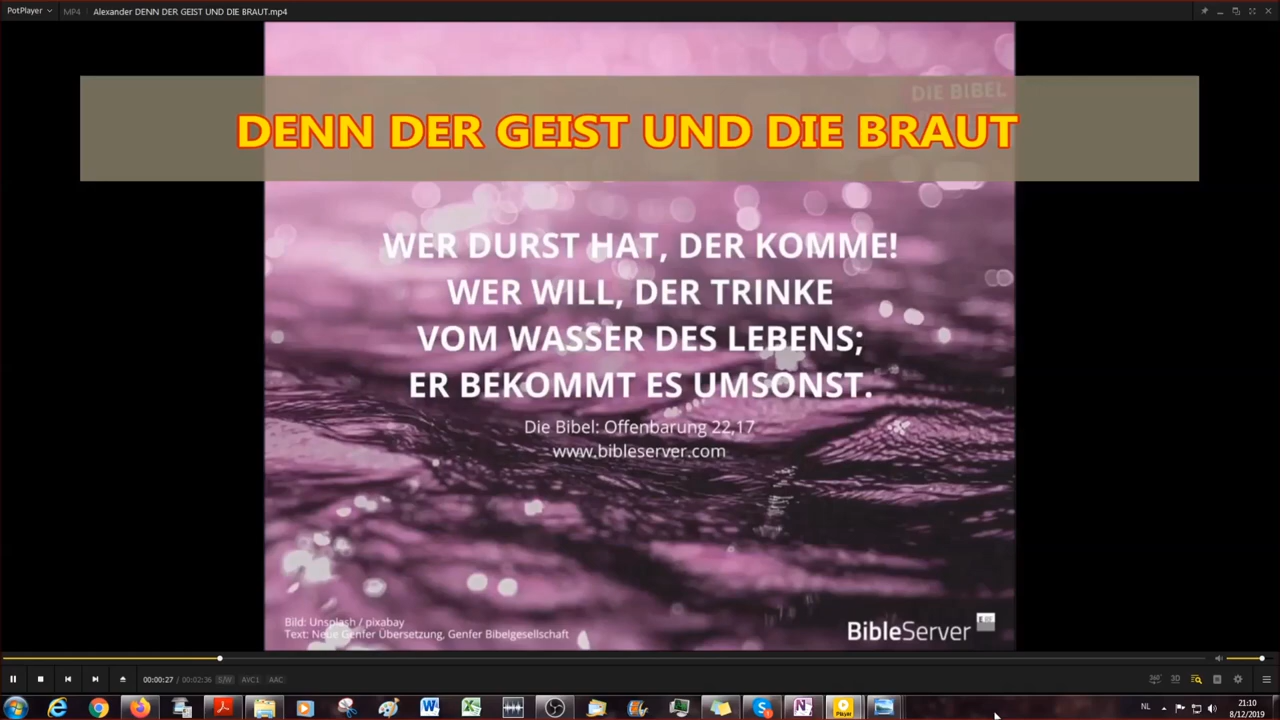 PotPlayer MP4 Alexander DENN DER GEIST UND DIE BRAUT.mp4
DIE BIBEL
DENN DER GEIST UND DIE BRAUT
WER DURST HAT, DER KOMME!
WER WILL, DER TRINKE
VOM WASSER DES LEBENS;
ER BEKOMMT ES UMSONST.
Die Bibel: Offenbarung 22,17
www.bibleserver.com
Bild: Unsplash / pixabay
Text: Neue Genfer Übersetzung, Genfer Bibelgesellschaft
BibleServer
00:00:27 / 00:02:36 S/W AVC1 AAC
360° 3D
NL 21:10
8/12/2019